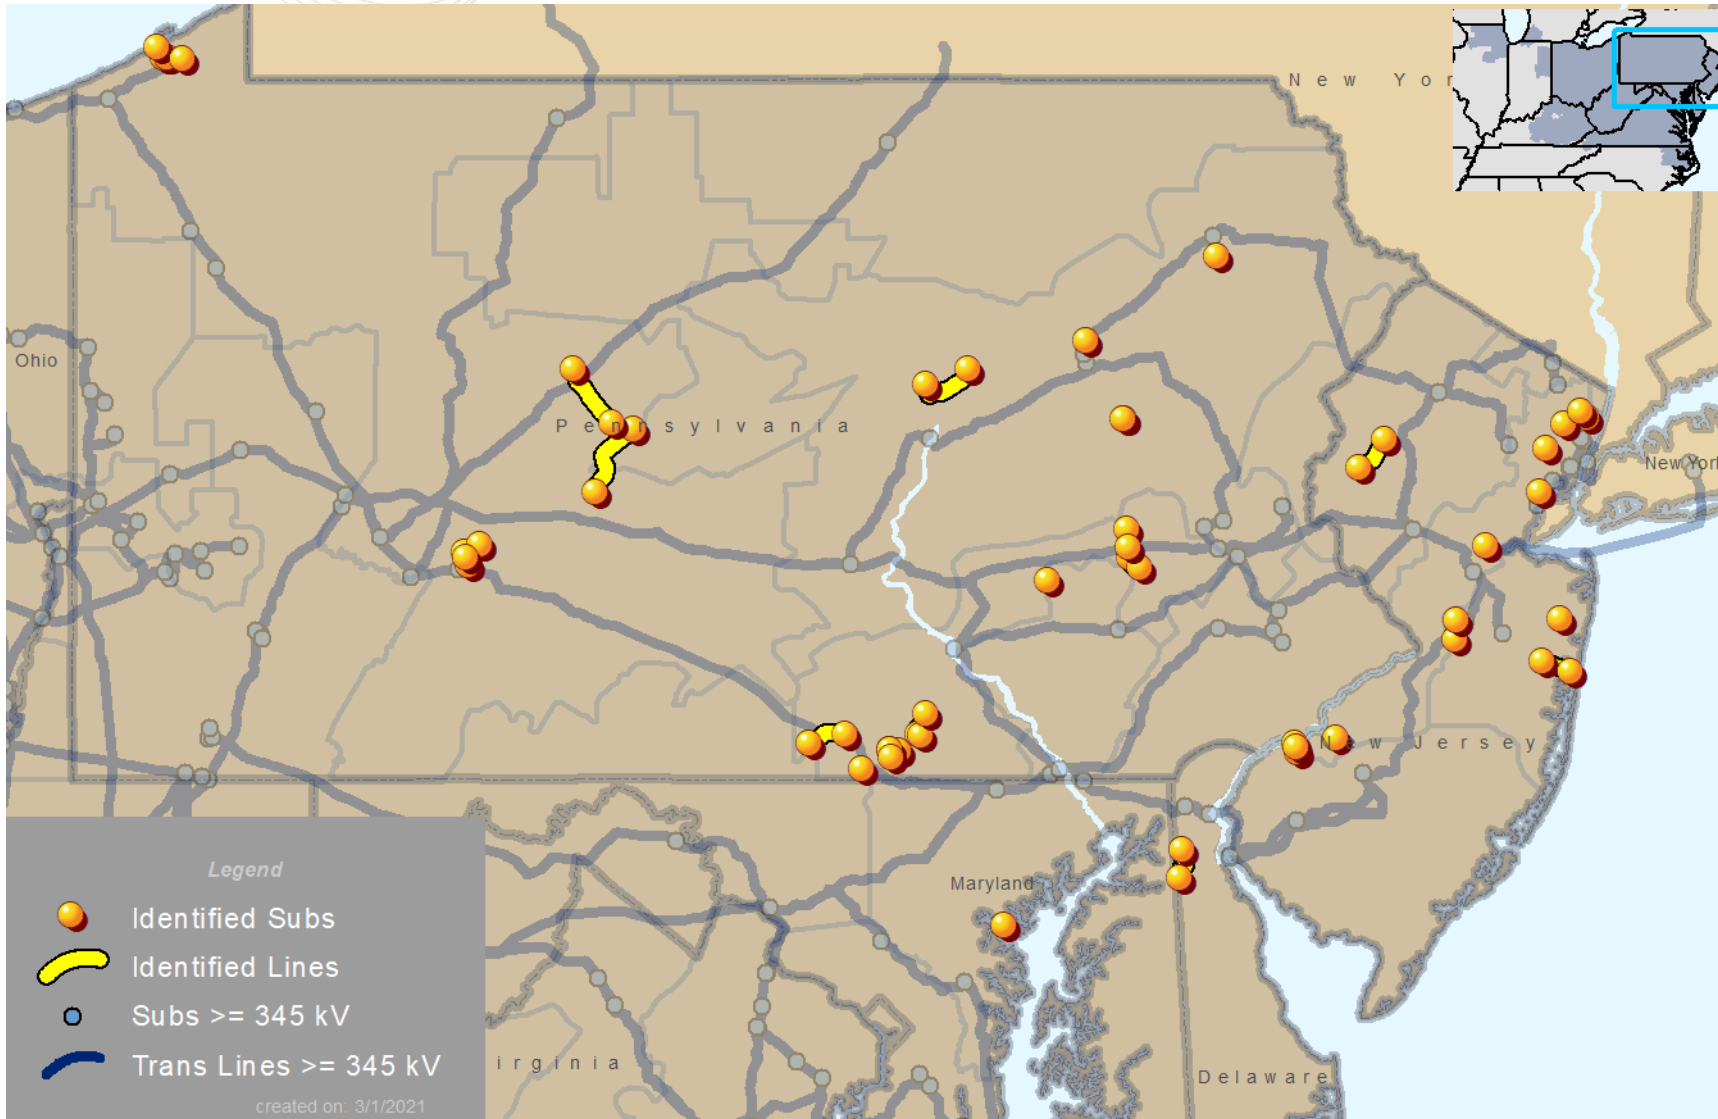 New Yor
Ohio
Pennsylvania
New York
New Jersey
Maryland
Delaware
irginia
Legend
Identified Subs
Identified Lines
Subs >= 345 kV
Trans Lines >= 345 kV
created on: 3/1/2021